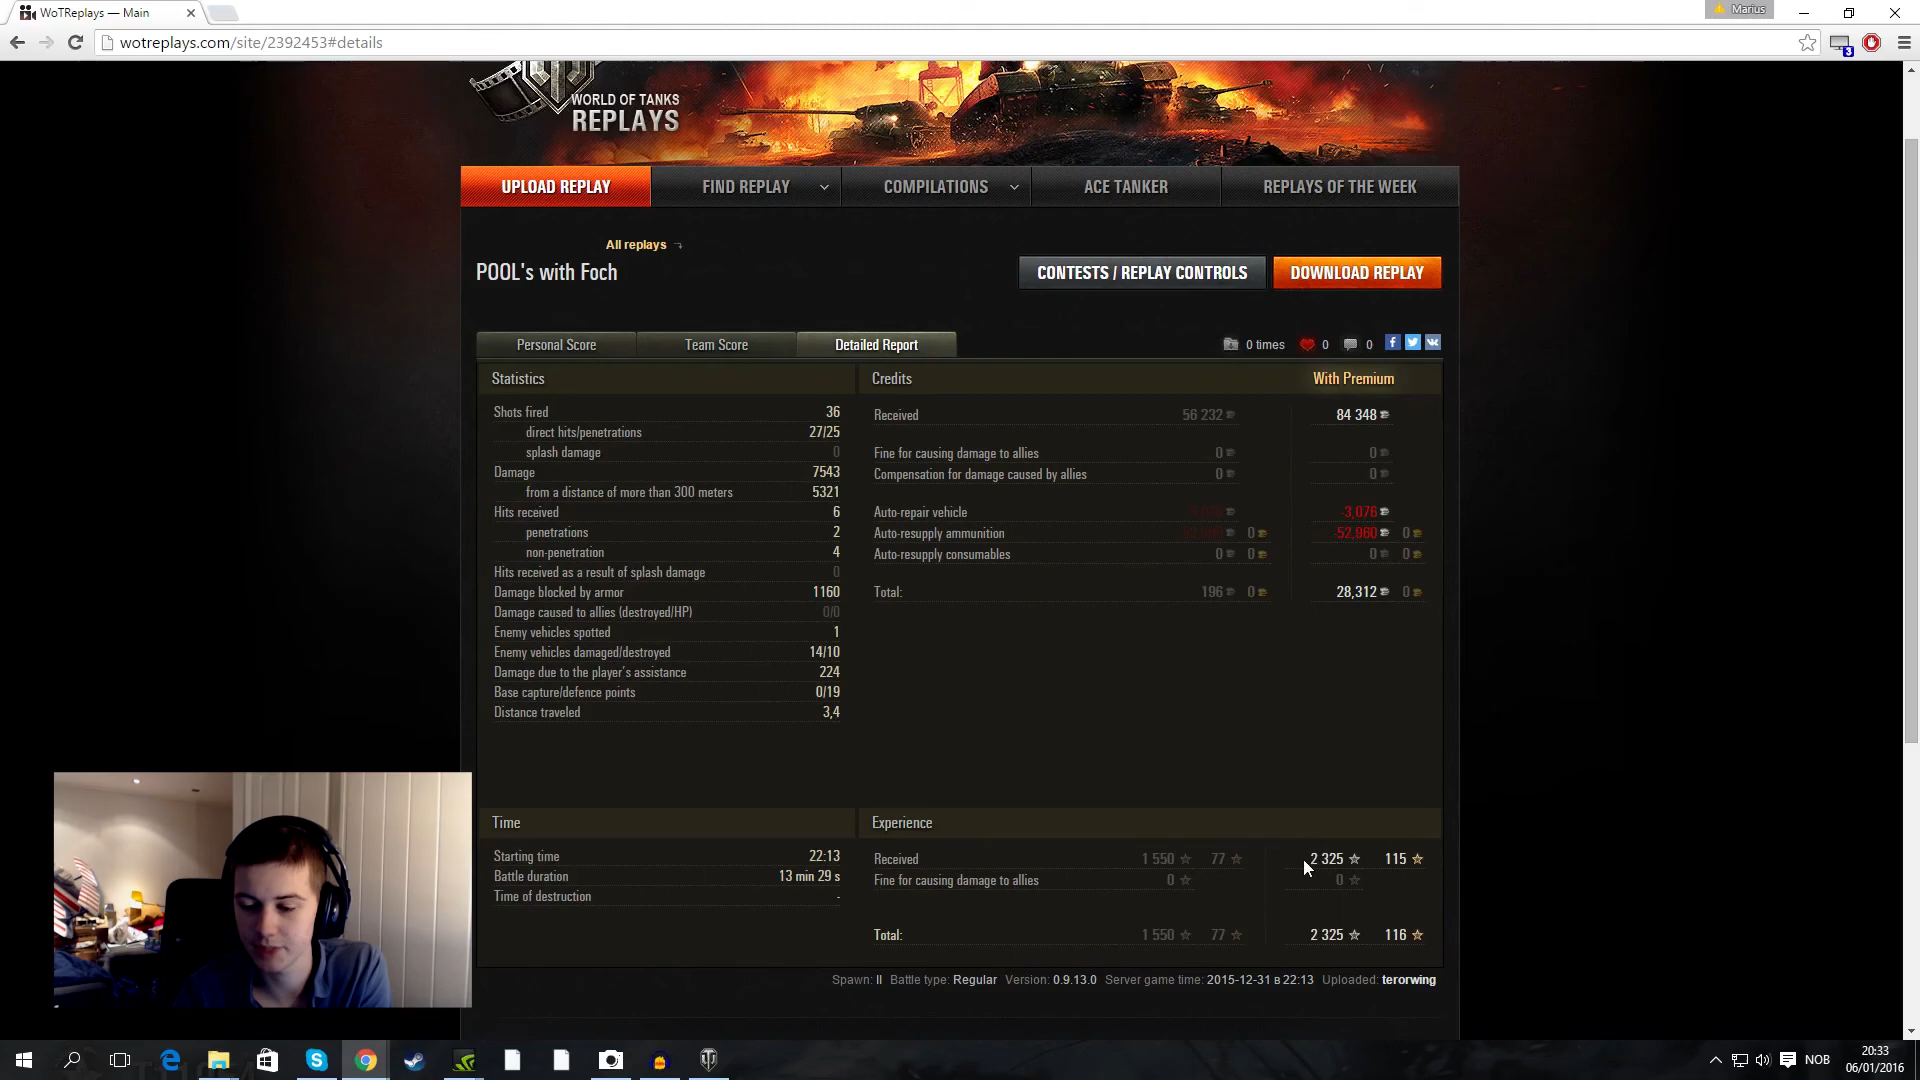 WoTReplays — Main
Marius
wotreplays.com/site/2392453#details
3
WORLD OF TANKS
REPLAYS
UPLOAD REPLAY
FIND REPLAY
COMPILATIONS
ACE TANKER
REPLAYS OF THE WEEK
All replays
POOL's with Foch
CONTESTS / REPLAY CONTROLS
DOWNLOAD REPLAY
Personal Score
Team Score
Detailed Report
0 times
0
0
Statistics
Credits
With Premium
Shots fired 36
direct hits/penetrations 27/25
splash damage 0
Damage 7543
from a distance of more than 300 meters 5321
Hits received 6
penetrations 2
non-penetration 4
Hits received as a result of splash damage 0
Damage blocked by armor 1160
Damage caused to allies (destroyed/HP) 0/0
Enemy vehicles spotted 1
Enemy vehicles damaged/destroyed 14/10
Damage due to the player's assistance 224
Base capture/defence points 0/19
Distance traveled 3,4
Received 56 232 84 348
Fine for causing damage to allies 0 0
Compensation for damage caused by allies 0 0
Auto-repair vehicle -3,076
Auto-resupply ammunition 0 -52,960 0
Auto-resupply consumables 0 0 0 0
Total: 196 0 28,312 0
Time
Starting time 22:13
Battle duration 13 min 29 s
Time of destruction -
Experience
Received 1 550 77 2 325 115
Fine for causing damage to allies 0 0
Total: 1 550 77 2 325 116
Spawn: II Battle type: Regular Version: 0.9.13.0 Server game time: 2015-12-31 в 22:13 Uploaded: terorwing
NOB
20:33
06/01/2016